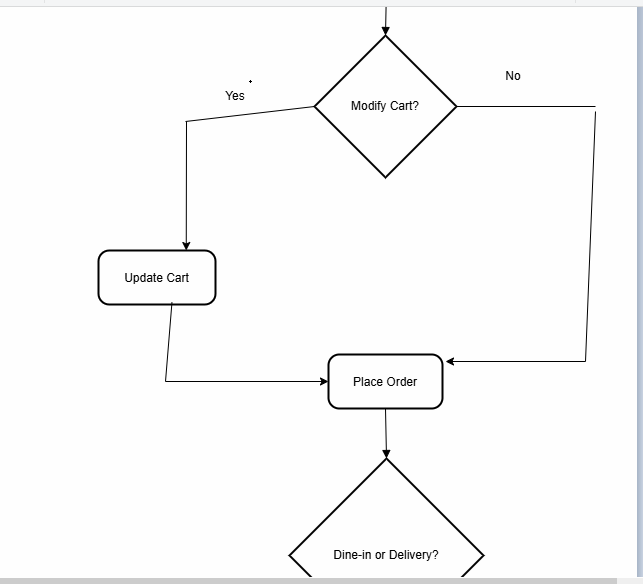 Yes
No
Modify Cart?
Update Cart
Place Order
Dine-in or Delivery?